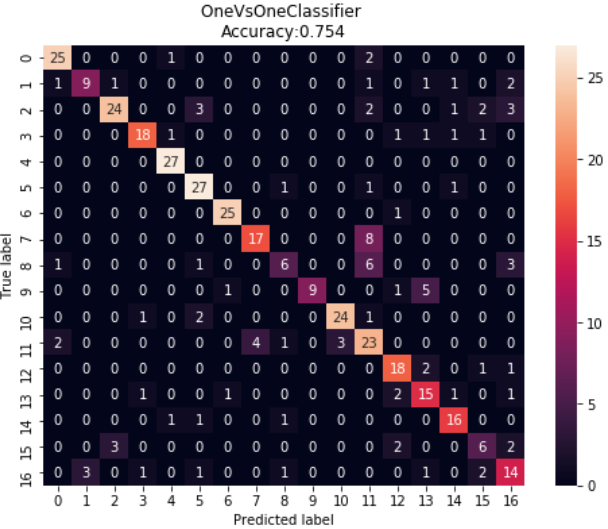 OneVsOneClassifier
Accuracy:0.754
0 25 0 0 0 1 0 0 0 0 0 0 2 0 0 0 0 0
1 1 9 1 0 0 0 0 0 0 0 0 1 0 1 1 0 2
2 0 0 24 0 0 3 0 0 0 0 0 2 0 0 1 2 3
3 0 0 0 18 1 0 0 0 0 0 0 0 1 1 1 1 0
4 0 0 0 0 27 0 0 0 0 0 0 0 0 0 0 0 0
5 0 0 0 0 0 27 0 0 1 0 0 1 0 0 1 0 0
6 0 0 0 0 0 0 25 0 0 0 0 0 1 0 0 0 0
7 0 0 0 0 0 0 0 17 0 0 0 8 0 0 0 0 0
8 1 0 0 0 0 1 0 0 6 0 0 6 0 0 0 0 3
9 0 0 0 0 0 0 1 0 0 9 0 0 1 5 0 0 0
10 0 0 0 1 0 2 0 0 0 0 24 1 0 0 0 0 0
11 2 0 0 0 0 0 0 4 1 0 3 23 0 0 0 0 0
12 0 0 0 0 0 0 0 0 0 0 0 0 18 2 0 1 1
13 0 0 0 1 0 0 1 0 0 0 0 0 2 15 1 0 1
14 0 0 0 0 1 1 0 0 1 0 0 0 0 0 16 0 0
15 0 0 3 0 0 0 0 0 0 0 0 0 2 0 0 6 2
16 0 3 0 1 0 1 0 0 1 0 0 0 0 1 0 2 14
0 1 2 3 4 5 6 7 8 9 10 11 12 13 14 15 16
Predicted label
True label
25
20
15
10
5
0